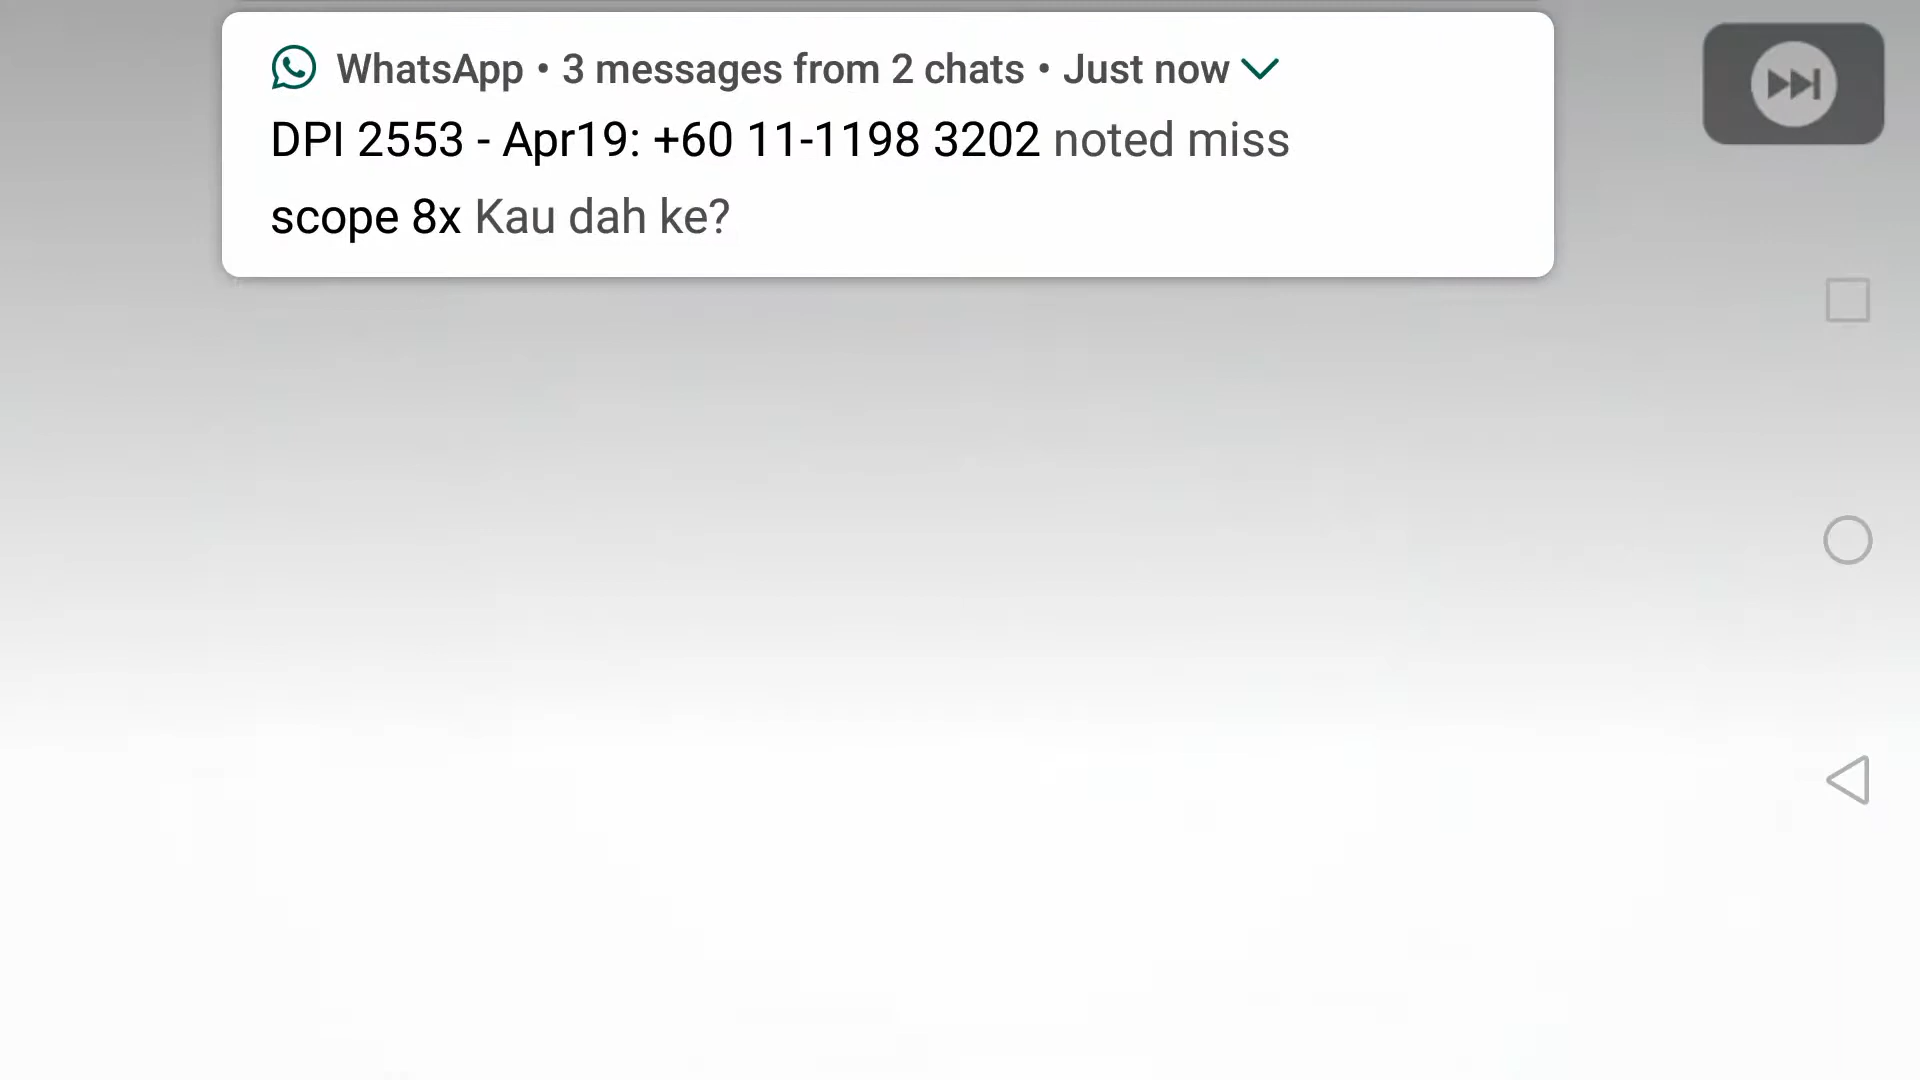 WhatsApp • 3 messages from 2 chats • Just now
DPI 2553 - Apr19: +60 11-1198 3202 noted miss
scope 8x Kau dah ke?